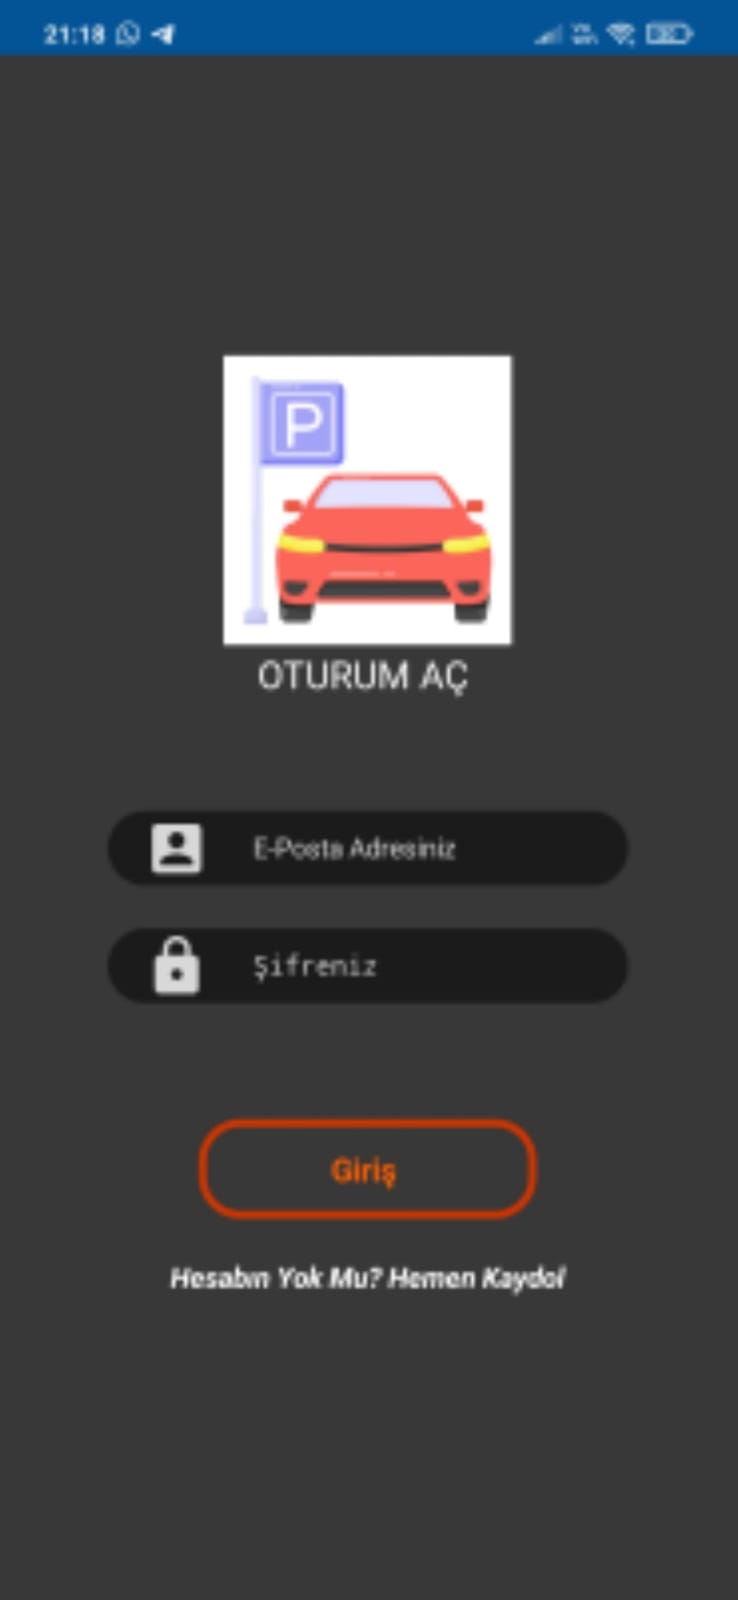 21:18
P
OTURUM AÇ
E-Posta Adresiniz
Şifreniz
Giriş
Hesabın Yok Mu? Hemen Kaydol